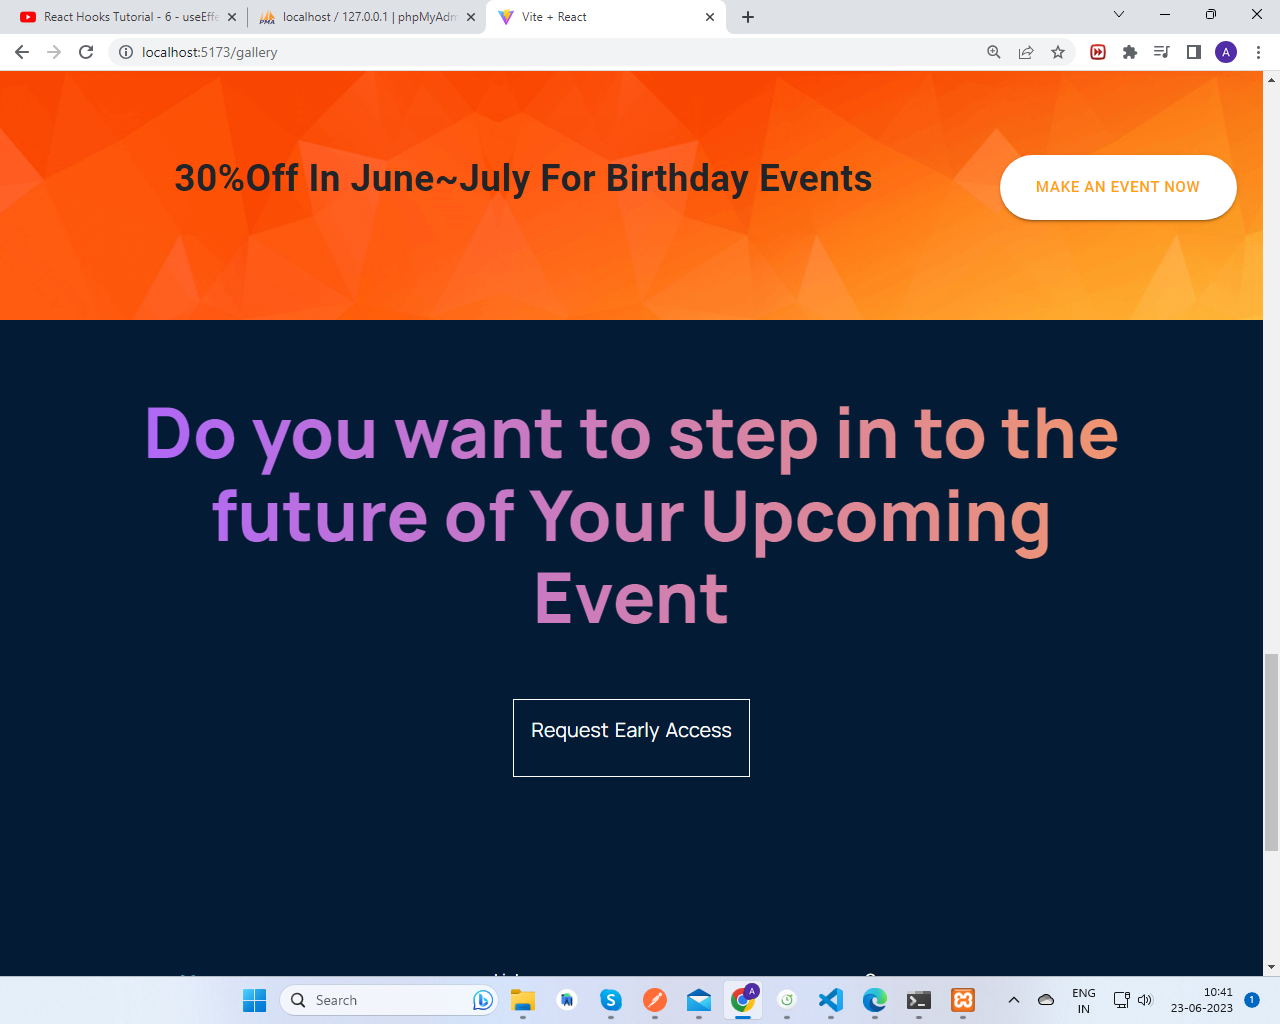 React Hooks Tutorial - 6 - useEffe
localhost / 127.0.0.1 | phpMyAdm
Vite + React
localhost:5173/gallery
A
30%Off In June~July For Birthday Events
MAKE AN EVENT NOW
Do you want to step in to the
future of Your Upcoming
Event
Request Early Access
Search
A
ENG
IN
10:41
23-06-2023
1